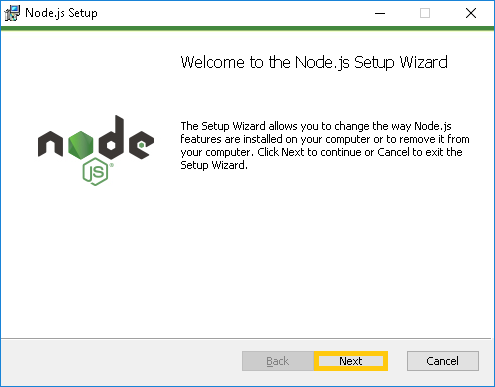 Node.js Setup
Welcome to the Node.js Setup Wizard
node
JS
The Setup Wizard allows you to change the way Node.js
features are installed on your computer or to remove it from
your computer. Click Next to continue or Cancel to exit the
Setup Wizard.
Back Next Cancel